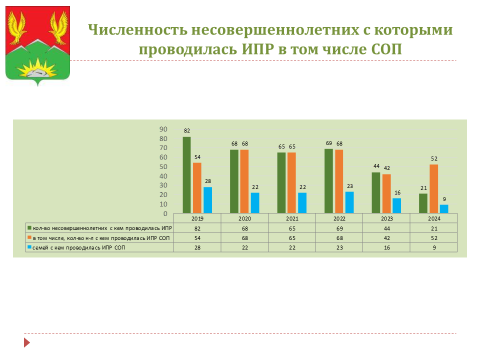 Численность несовершеннолетних с которыми
проводилась ИПР в том числе СОП
90
80
70
60
50
40
30
20
10
0
82 54 28
68 68 22
65 65 22
69 68 23
44 42 16
21 52 9
2019 2020 2021 2022 2023 2024
кол-во несовершеннолетних с кем проводилась ИПР 82 68 65 69 44 21
в том числе, кол-во н-л с кем проводилась ИПР СОП 54 68 65 68 42 52
семей с кем проводилась ИПР СОП 28 22 22 23 16 9